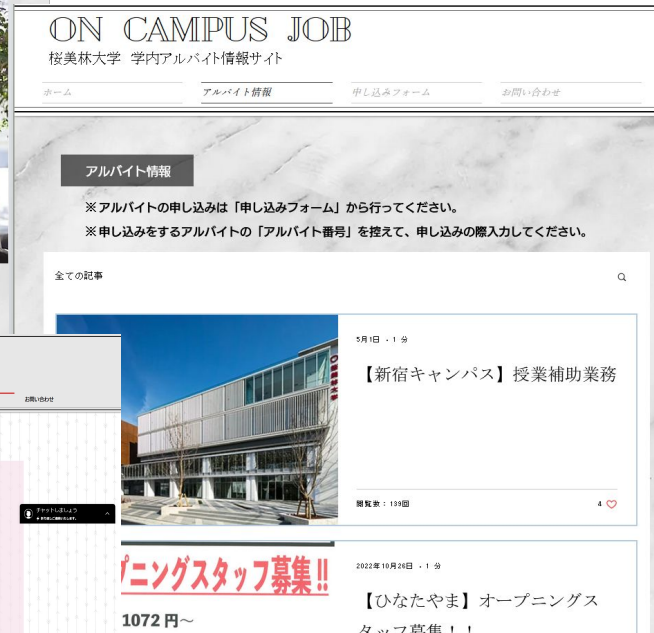 ON CAMPUS JOB
桜美林大学 学内アルバイト情報サイト
ホーム
アルバイト情報
申し込みフォーム
お問い合わせ
アルバイト情報
※アルバイトの申し込みは「申し込みフォーム」から行ってください。
※申し込みをするアルバイトの「アルバイト番号」を控えて、申し込みの際入力してください。
全ての記事
5月1日 ・1 分
【新宿キャンパス】授業補助業務
閲覧数:139回
4
お問い合わせ
チャットしましょう
プニングスタッフ募集!!
1072 円～
2022年10月26日 ・1 分
【ひなたやま】オープニングス
タッフ募集!!